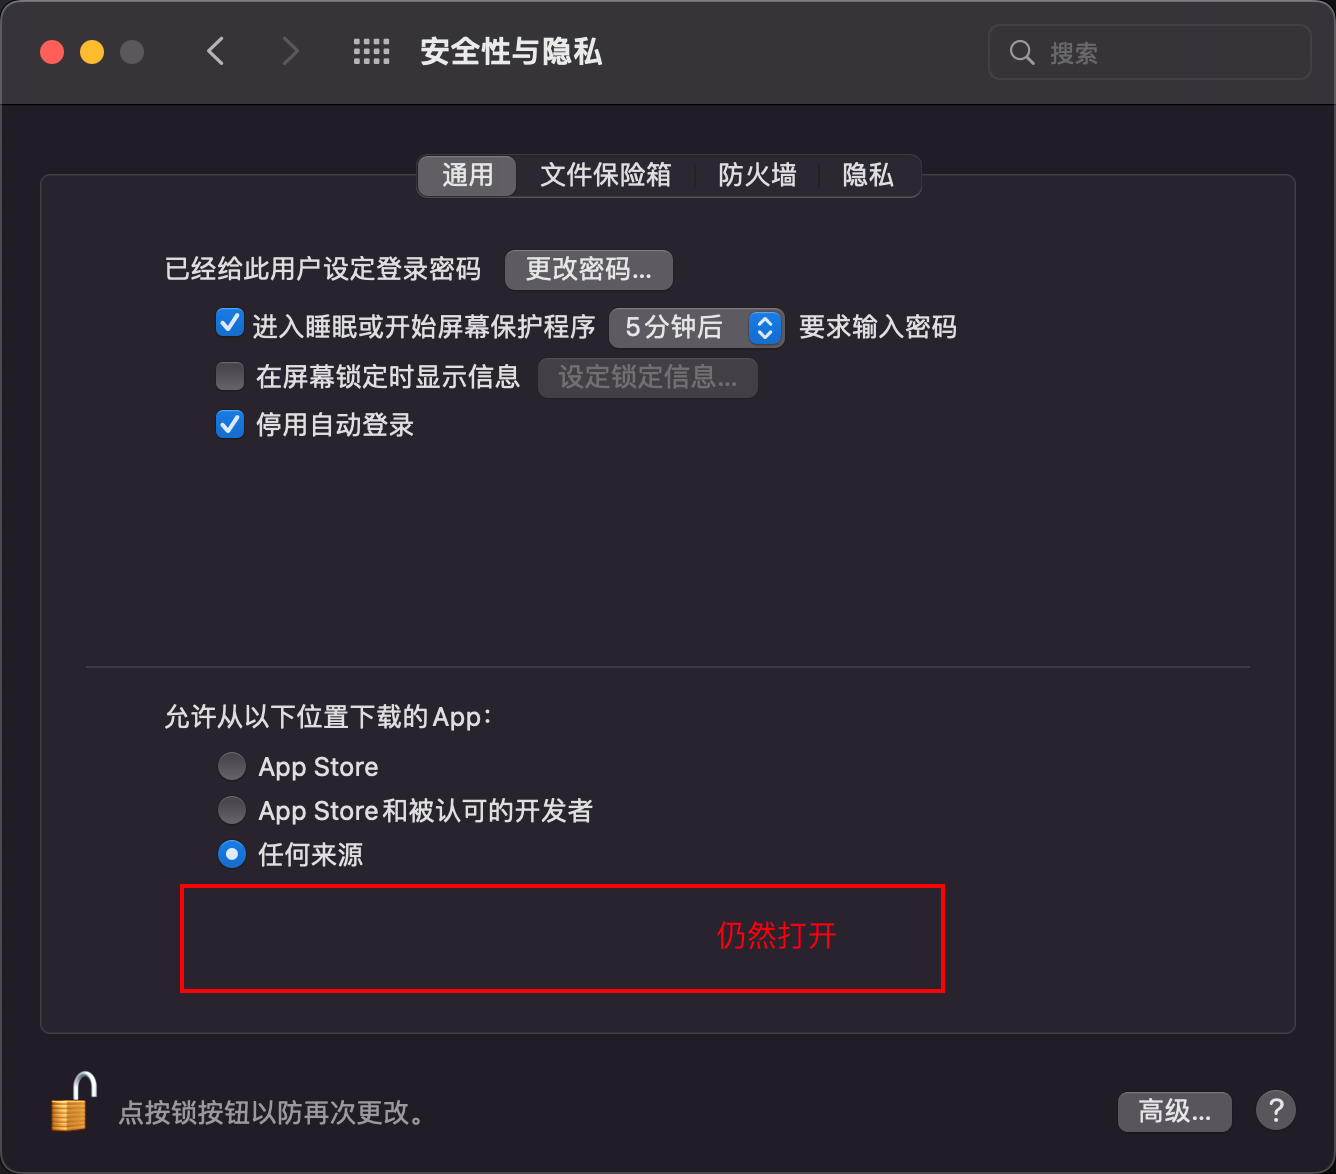 安全性与隐私
搜索
通用 文件保险箱 防火墙 隐私
已经给此用户设定登录密码 更改密码...
进入睡眠或开始屏幕保护程序 5分钟后 要求输入密码
在屏幕锁定时显示信息 设定锁定信息...
停用自动登录
允许从以下位置下载的App：
App Store
App Store和被认可的开发者
任何来源
仍然打开
点按锁按钮以防再次更改。
高级... ?